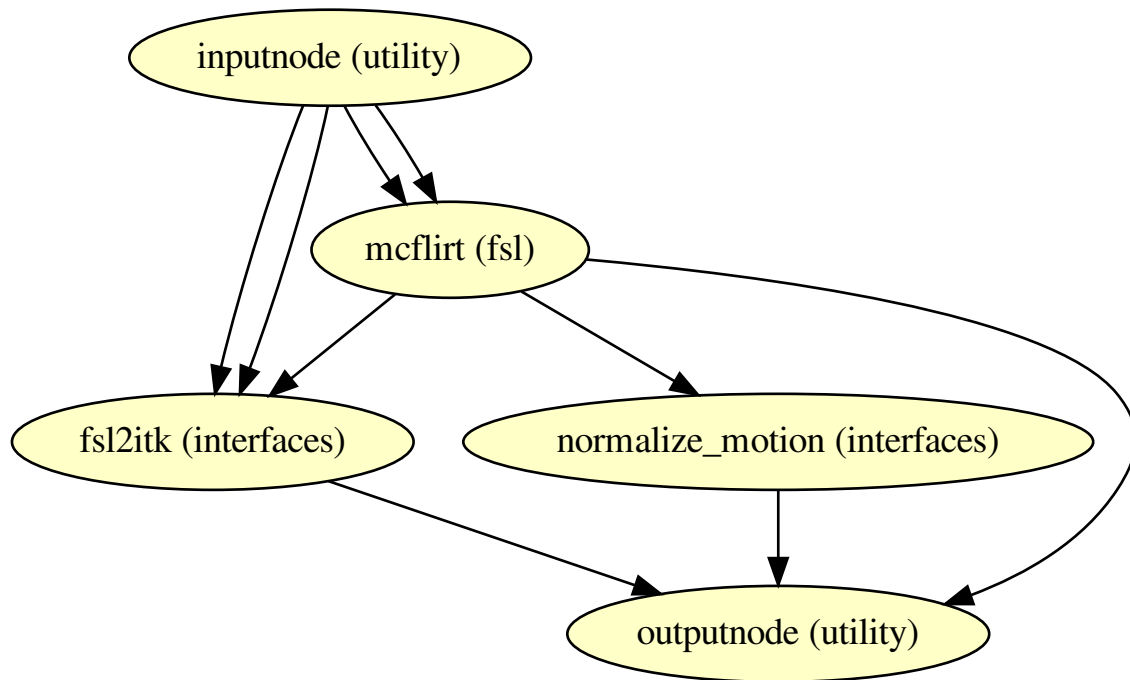 inputnode (utility)
mcflirt (fsl)
fsl2itk (interfaces)
normalize_motion (interfaces)
outputnode (utility)